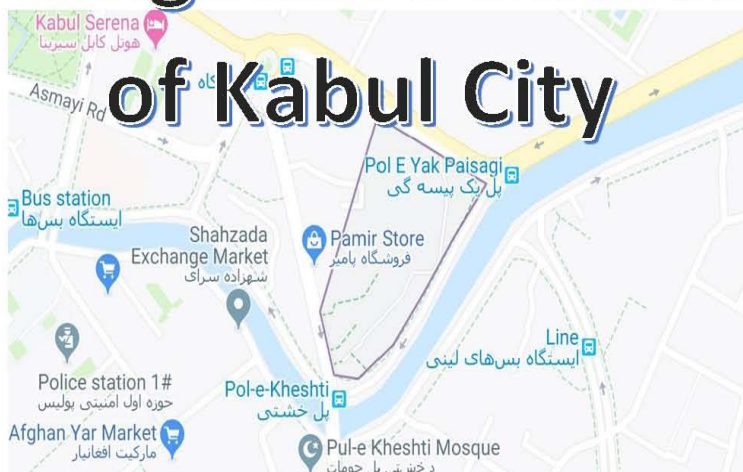 of Kabul City
Kabul Serena
هوتل کابل سرینا
Asmayi Rd
Pol E Yak Paisagi
پل یک پیسه گی
Bus station
ایستگاه بس‌ها
Shahzada
Exchange Market
شهزاده سرای
Pamir Store
فروشگاه پامیر
Line
ایستگاه بس‌های لینی
Police station 1#
حوزه اول امنیتی پولیس
Pol-e-Kheshti
پل خشتی
Afghan Yar Market
مارکیت افغانیار
Pul-e Kheshti Mosque